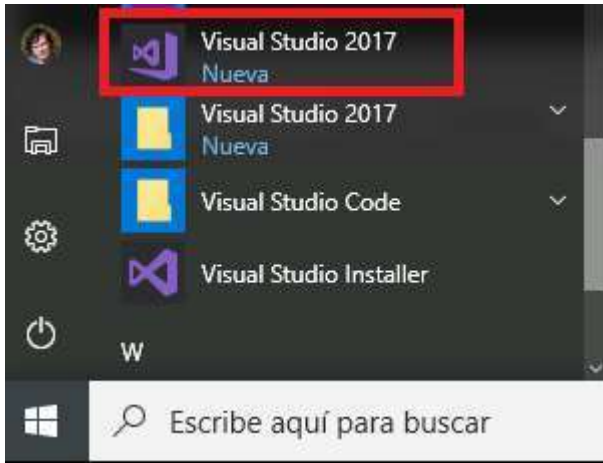 Visual Studio 2017
Nueva
Visual Studio 2017
Nueva
Visual Studio Code
Visual Studio Installer
W
Escribe aquí para buscar